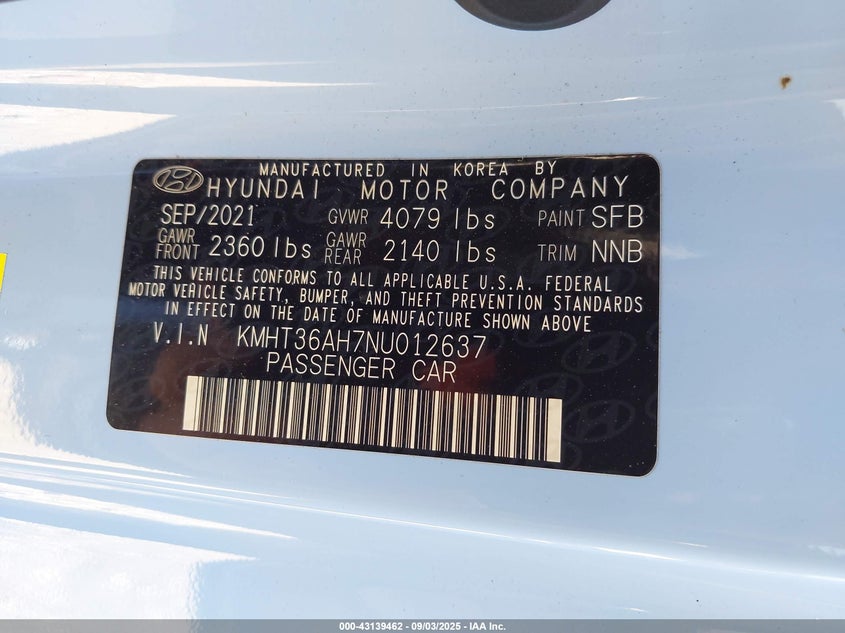 MANUFACTURED IN KOREA BY
HYUNDAI MOTOR COMPANY
SEP/2021 GVWR 4079 lbs PAINT SFB
GAWR FRONT 2360 lbs GAWR REAR 2140 lbs TRIM NNB
THIS VEHICLE CONFORMS TO ALL APPLICABLE U.S.A. FEDERAL
MOTOR VEHICLE SAFETY, BUMPER, AND THEFT PREVENTION STANDARDS
IN EFFECT ON THE DATE OF MANUFACTURE SHOWN ABOVE
V.I.N KMHT36AH7NU012637
PASSENGER CAR
000-43139462 - 09/03/2025 - IAA Inc.